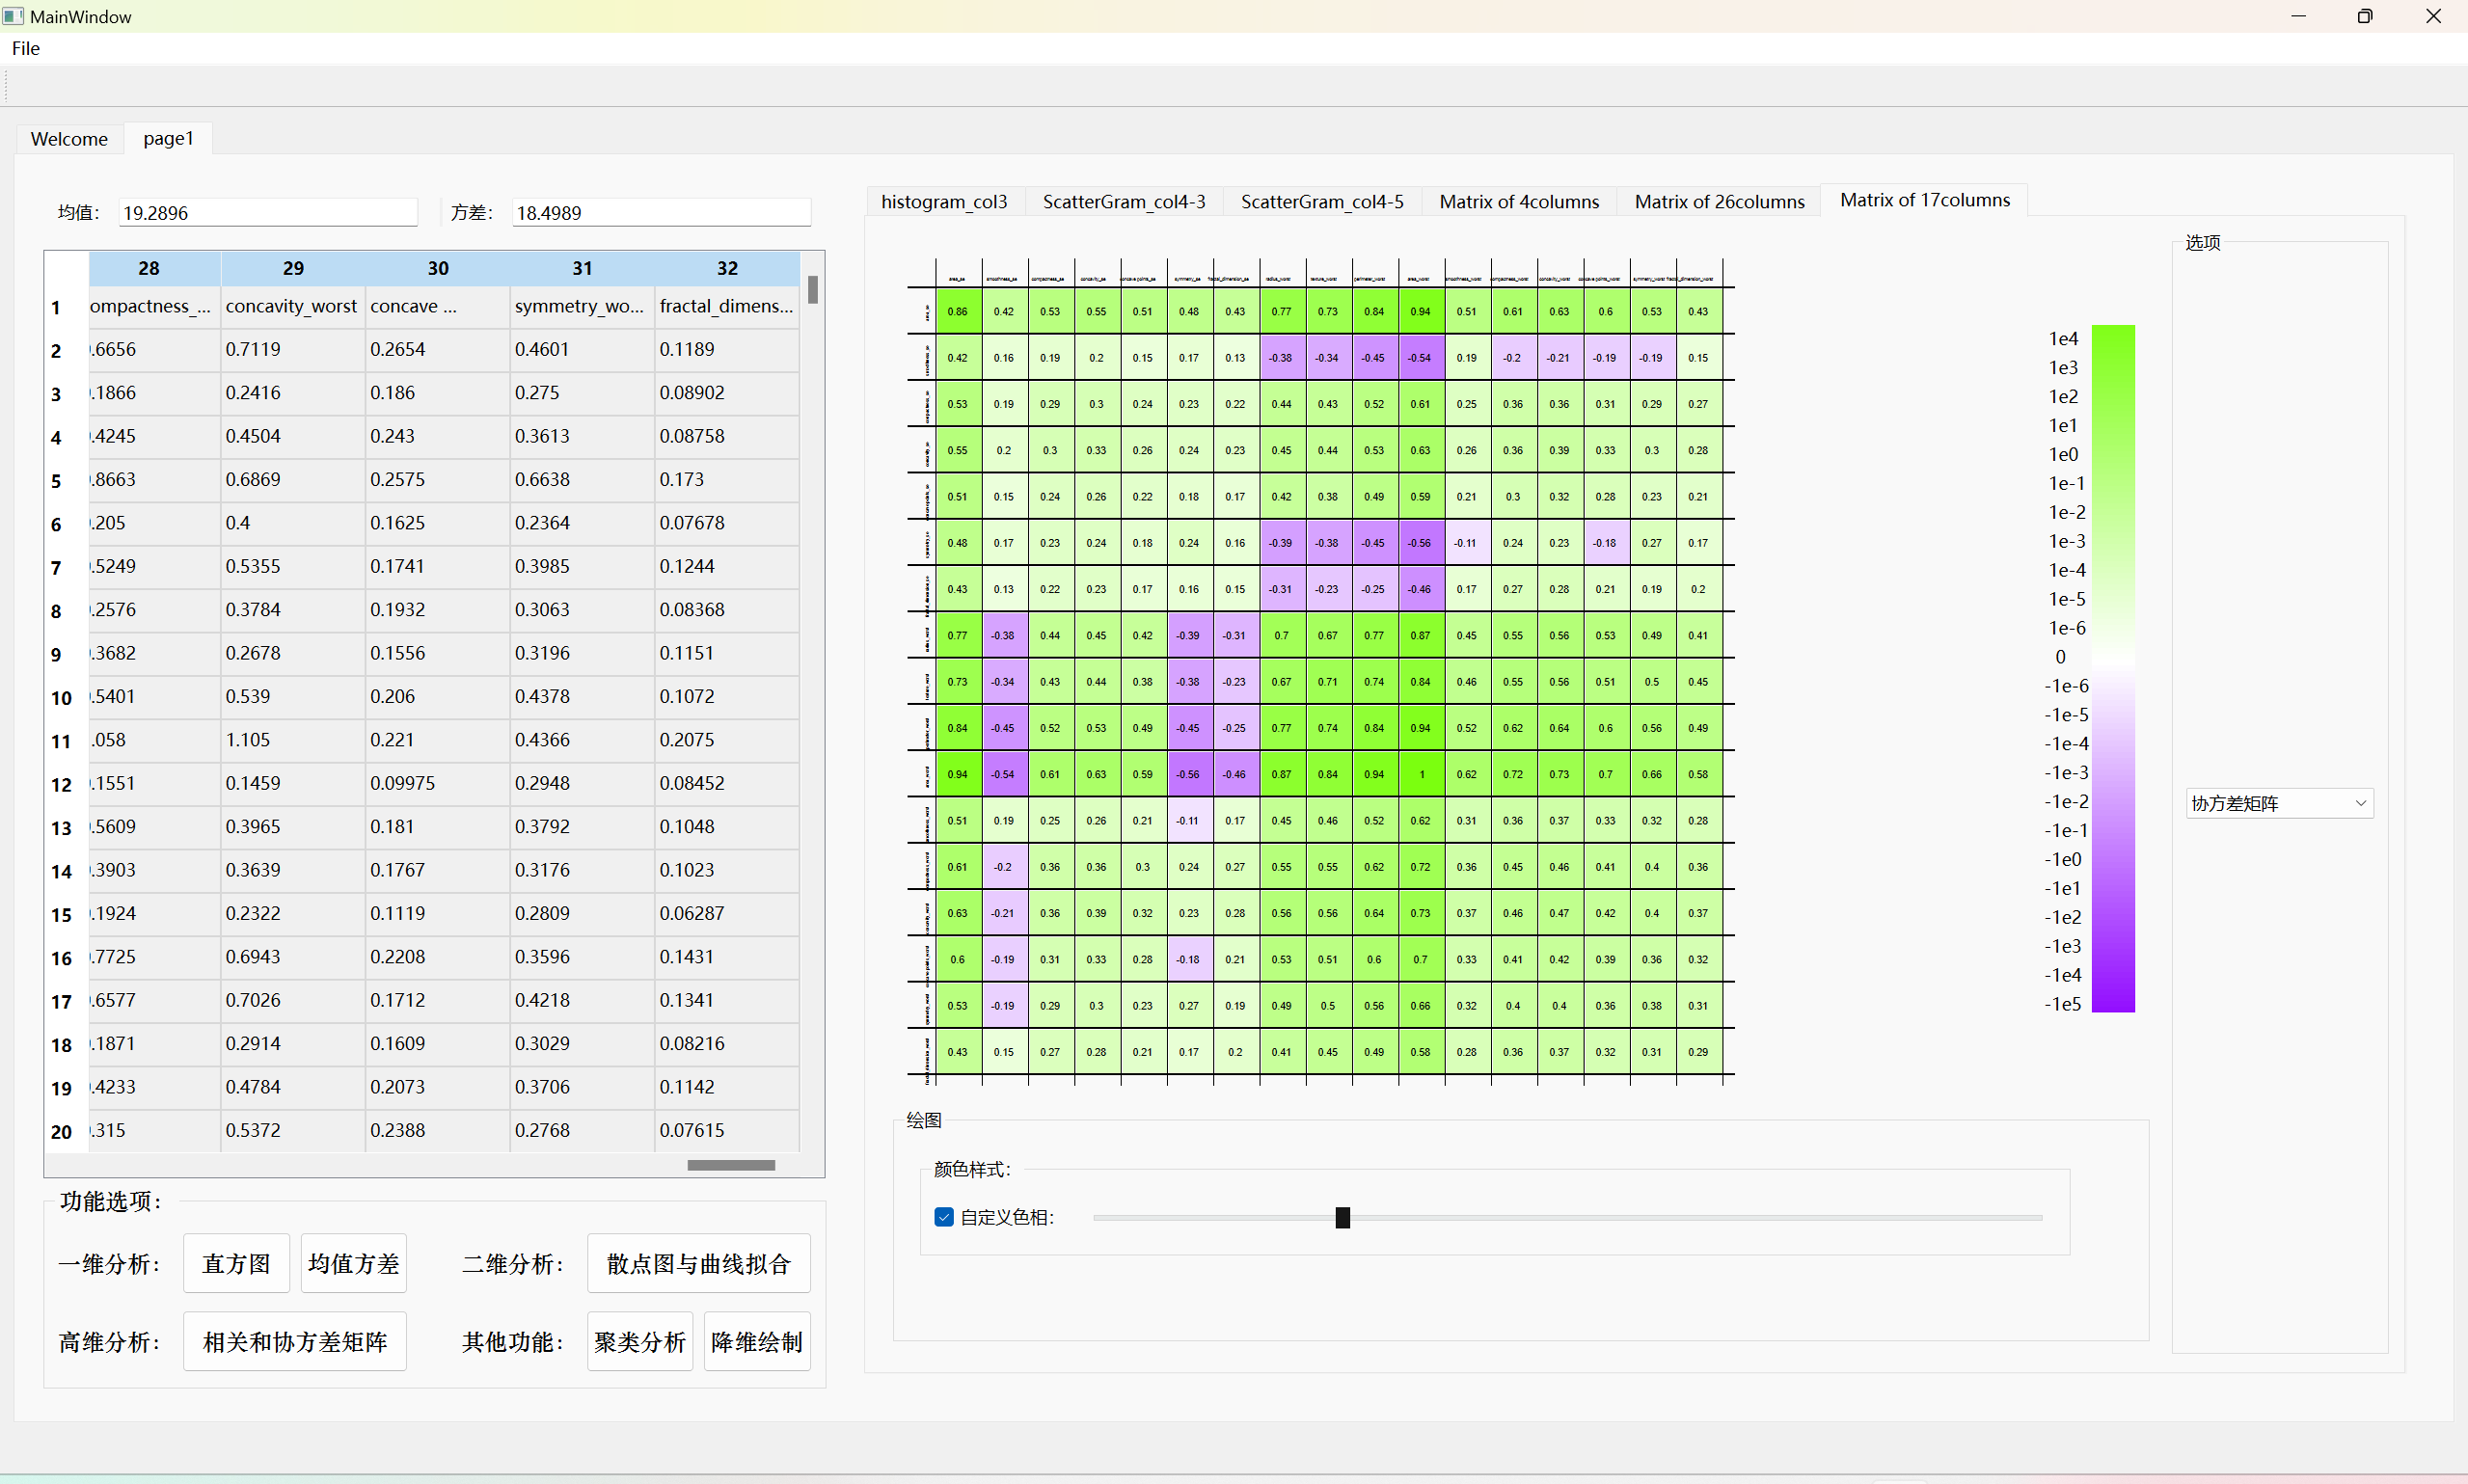 MainWindow
File
Welcome page1
均值： 19.2896 方差： 18.4989
28 29 30 31 32
1 ompactness_... concavity_worst concave ... symmetry_wo... fractal_dimens...
2 .6656 0.7119 0.2654 0.4601 0.1189
3 .1866 0.2416 0.186 0.275 0.08902
4 .4245 0.4504 0.243 0.3613 0.08758
5 .8663 0.6869 0.2575 0.6638 0.173
6 .205 0.4 0.1625 0.2364 0.07678
7 .5249 0.5355 0.1741 0.3985 0.1244
8 .2576 0.3784 0.1932 0.3063 0.08368
9 .3682 0.2678 0.1556 0.3196 0.1151
10 .5401 0.539 0.206 0.4378 0.1072
11 .058 1.105 0.221 0.4366 0.2075
12 .1551 0.1459 0.09975 0.2948 0.08452
13 .5609 0.3965 0.181 0.3792 0.1048
14 .3903 0.3639 0.1767 0.3176 0.1023
15 .1924 0.2322 0.1119 0.2809 0.06287
16 .7725 0.6943 0.2208 0.3596 0.1431
17 .6577 0.7026 0.1712 0.4218 0.1341
18 .1871 0.2914 0.1609 0.3029 0.08216
19 .4233 0.4784 0.2073 0.3706 0.1142
20 .315 0.5372 0.2388 0.2768 0.07615
功能选项：
一维分析： 直方图 均值方差 二维分析： 散点图与曲线拟合
高维分析： 相关和协方差矩阵 其他功能： 聚类分析 降维绘制
histogram_col3 ScatterGram_col4-3 ScatterGram_col4-5 Matrix of 4columns Matrix of 26columns Matrix of 17columns
area_se smoothness_se compactness_se concavity_se concave points_se symmetry_se fractal_dimension_se radius_worst texture_worst perimeter_worst area_worst smoothness_worst compactness_worst concavity_worst concave points_worst symmetry_worst fractal_dimension_worst
0.86 0.42 0.53 0.55 0.51 0.48 0.43 0.77 0.73 0.84 0.94 0.51 0.61 0.63 0.6 0.53 0.43
0.42 0.16 0.19 0.2 0.15 0.17 0.13 -0.38 -0.34 -0.45 -0.54 0.19 -0.2 -0.21 -0.19 -0.19 0.15
0.53 0.19 0.29 0.3 0.24 0.23 0.22 0.44 0.43 0.52 0.61 0.25 0.36 0.36 0.31 0.29 0.27
0.55 0.2 0.3 0.33 0.26 0.24 0.23 0.45 0.44 0.53 0.63 0.26 0.36 0.39 0.33 0.3 0.28
0.51 0.15 0.24 0.26 0.22 0.18 0.17 0.42 0.38 0.49 0.59 0.21 0.3 0.32 0.28 0.23 0.21
0.48 0.17 0.23 0.24 0.18 0.24 0.16 -0.39 -0.38 -0.45 -0.56 -0.11 0.24 0.23 -0.18 0.27 0.17
0.43 0.13 0.22 0.23 0.17 0.16 0.15 -0.31 -0.23 -0.25 -0.46 0.17 0.27 0.28 0.21 0.19 0.2
0.77 -0.38 0.44 0.45 0.42 -0.39 -0.31 0.7 0.67 0.77 0.87 0.45 0.55 0.56 0.53 0.49 0.41
0.73 -0.34 0.43 0.44 0.38 -0.38 -0.23 0.67 0.71 0.74 0.84 0.46 0.55 0.56 0.51 0.5 0.45
0.84 -0.45 0.52 0.53 0.49 -0.45 -0.25 0.77 0.74 0.84 0.94 0.52 0.62 0.64 0.6 0.56 0.49
0.94 -0.54 0.61 0.63 0.59 -0.56 -0.46 0.87 0.84 0.94 1 0.62 0.72 0.73 0.7 0.66 0.58
0.51 0.19 0.25 0.26 0.21 -0.11 0.17 0.45 0.46 0.52 0.62 0.31 0.36 0.37 0.33 0.32 0.28
0.61 -0.2 0.36 0.36 0.3 0.24 0.27 0.55 0.55 0.62 0.72 0.36 0.45 0.46 0.41 0.4 0.36
0.63 -0.21 0.36 0.39 0.32 0.23 0.28 0.56 0.56 0.64 0.73 0.37 0.46 0.47 0.42 0.4 0.37
0.6 -0.19 0.31 0.33 0.28 -0.18 0.21 0.53 0.51 0.6 0.7 0.33 0.41 0.42 0.39 0.36 0.32
0.53 -0.19 0.29 0.3 0.23 0.27 0.19 0.49 0.5 0.56 0.66 0.32 0.4 0.4 0.36 0.38 0.31
0.43 0.15 0.27 0.28 0.21 0.17 0.2 0.41 0.45 0.49 0.58 0.28 0.36 0.37 0.32 0.31 0.29
1e4
1e3
1e2
1e1
1e0
1e-1
1e-2
1e-3
1e-4
1e-5
1e-6
0
-1e-6
-1e-5
-1e-4
-1e-3
-1e-2
-1e-1
-1e0
-1e1
-1e2
-1e3
-1e4
-1e5
选项
协方差矩阵
绘图
颜色样式：
自定义色相：